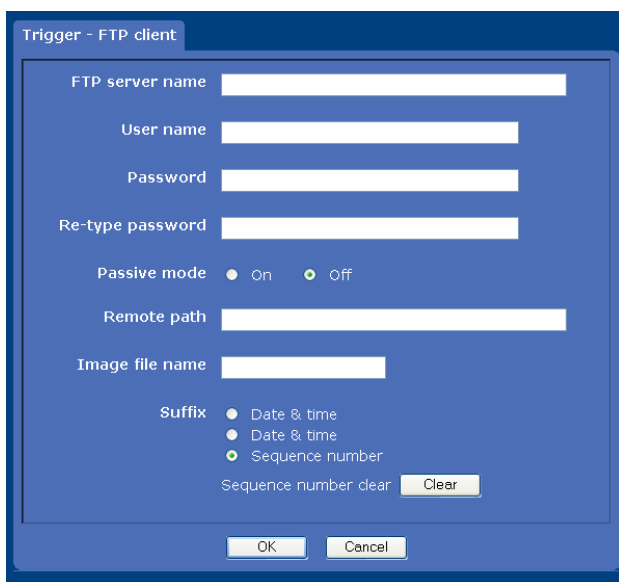 Trigger - FTP client
FTP server name
User name
Password
Re-type password
Passive mode On Off
Remote path
Image file name
Suffix Date & time
Date & time
Sequence number
Sequence number clear Clear
OK Cancel